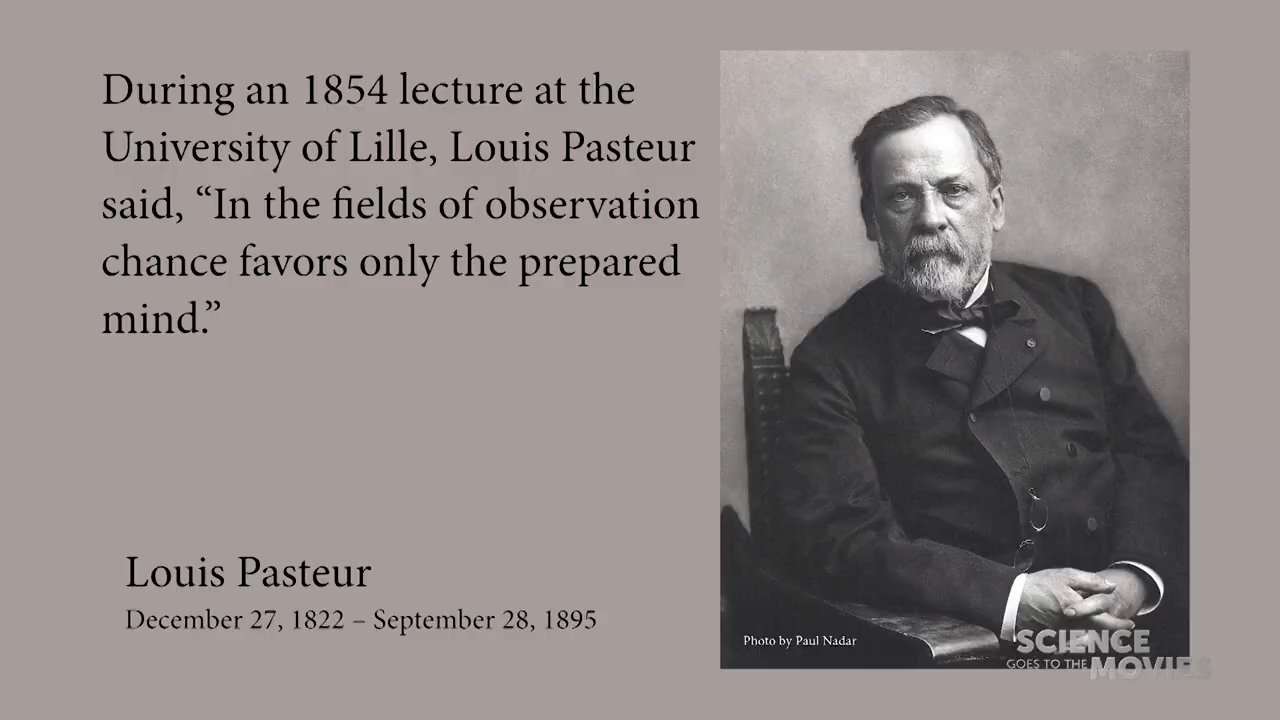 During an 1854 lecture at the
University of Lille, Louis Pasteur
said, “In the fields of observation
chance favors only the prepared
mind.”
Louis Pasteur
December 27, 1822 – September 28, 1895
Photo by Paul Nadar
SCIENCE
GOES TO THE MOVIES